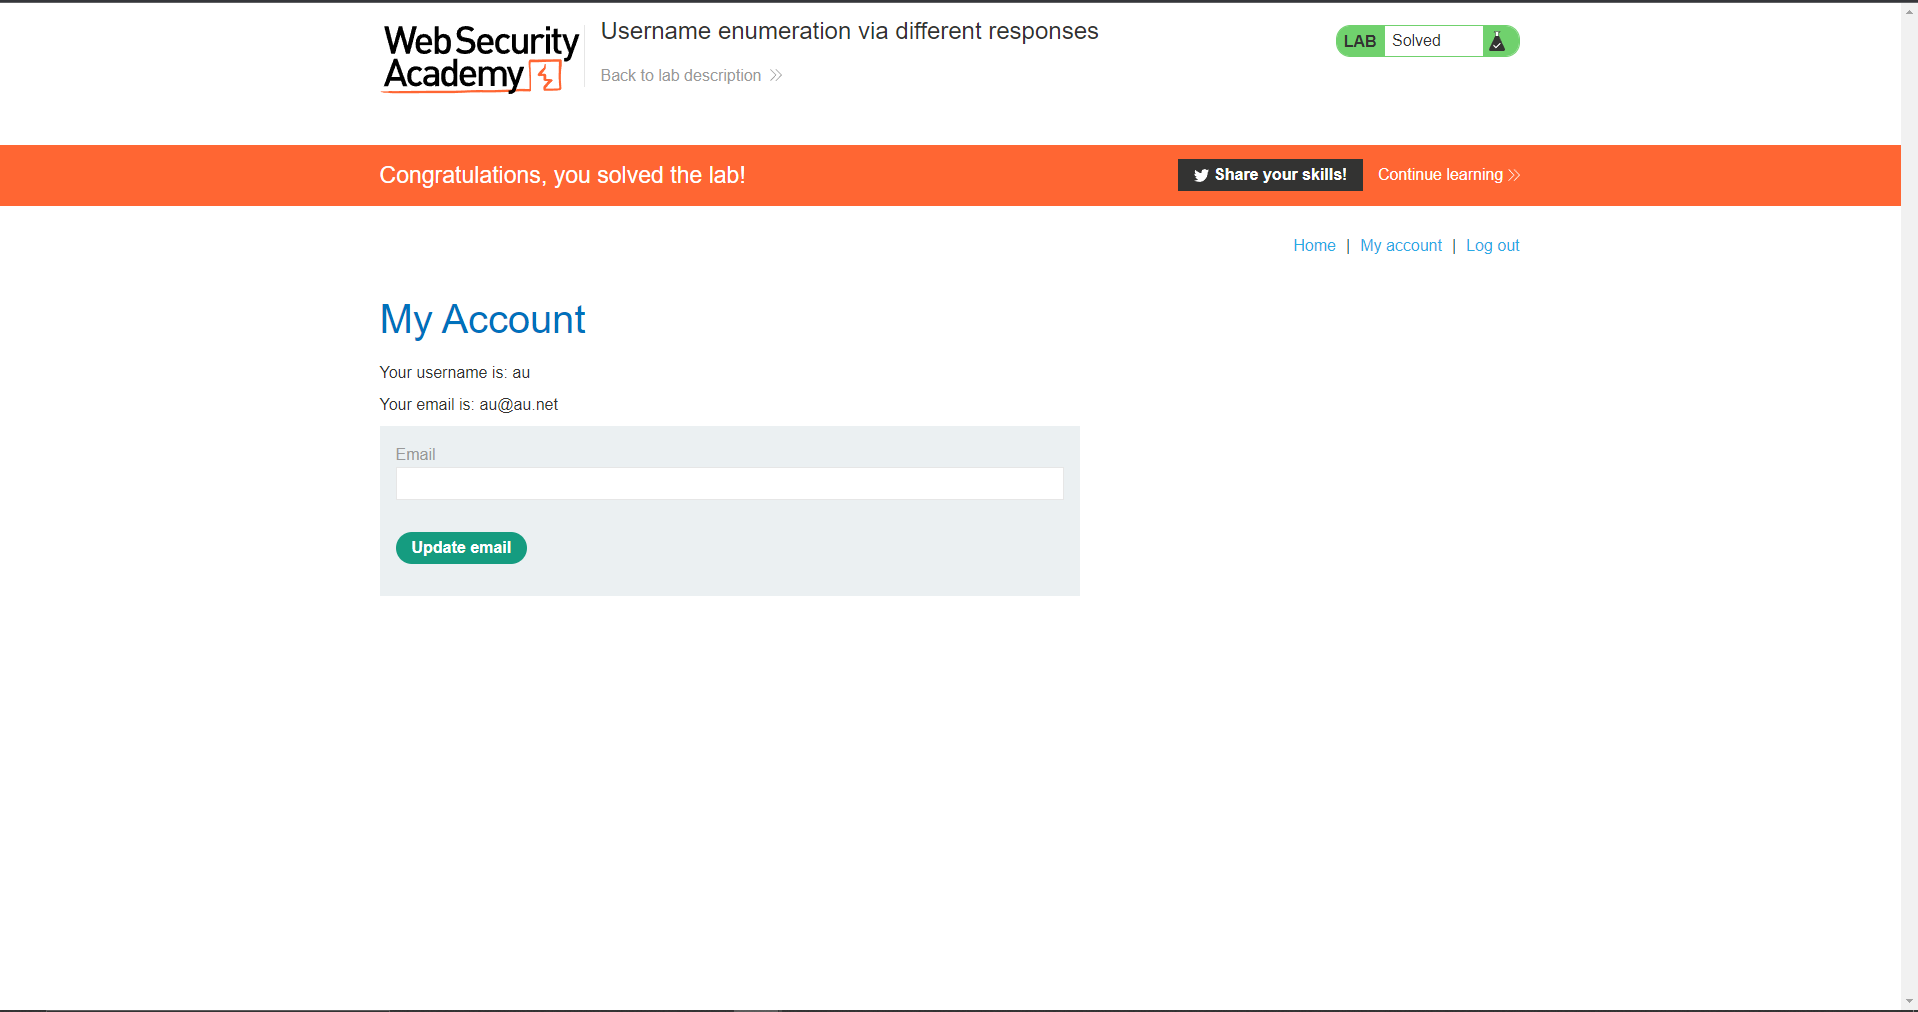 Web Security
Academy
Username enumeration via different responses
Back to lab description
LAB Solved
Congratulations, you solved the lab!
Share your skills!
Continue learning
Home | My account | Log out
My Account
Your username is: au
Your email is: au@au.net
Email
Update email